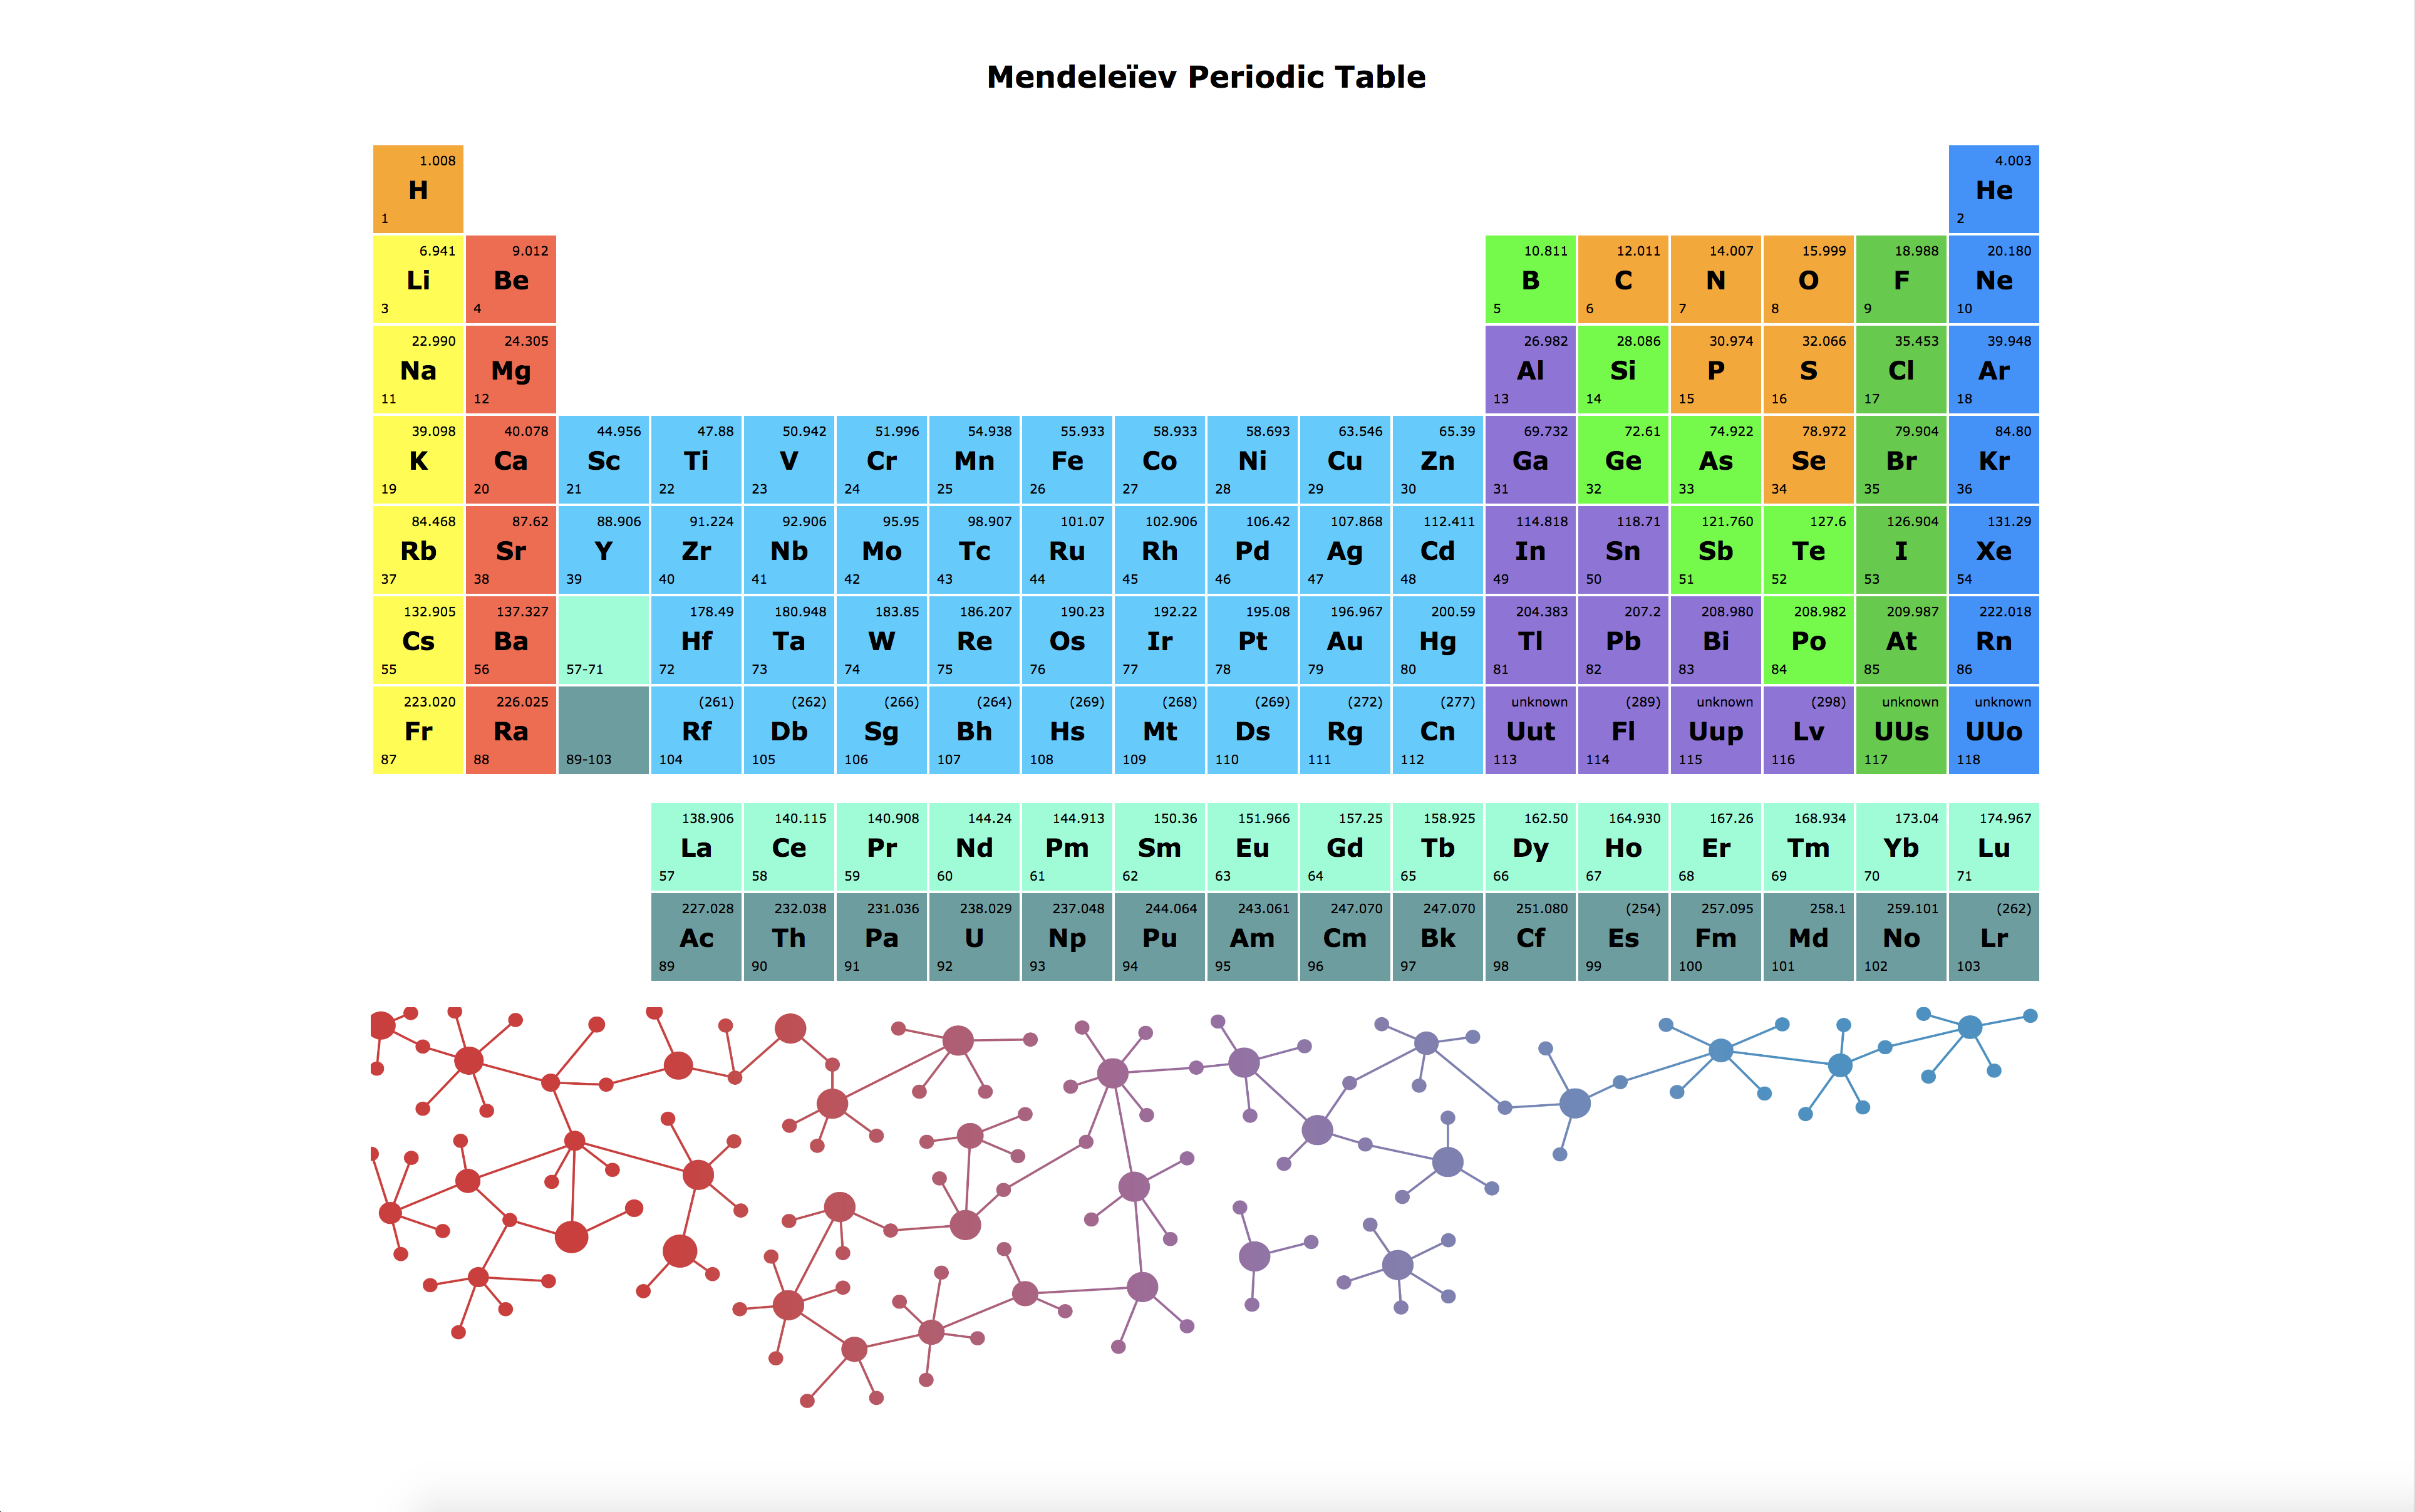 Mendeleïev Periodic Table
1.008 4.003
H He
1 2
6.941 9.012 10.811 12.011 14.007 15.999 18.988 20.180
Li Be B C N O F Ne
3 4 5 6 7 8 9 10
22.990 24.305 26.982 28.086 30.974 32.066 35.453 39.948
Na Mg Al Si P S Cl Ar
11 12 13 14 15 16 17 18
39.098 40.078 44.956 47.88 50.942 51.996 54.938 55.933 58.933 58.693 63.546 65.39 69.732 72.61 74.922 78.972 79.904 84.80
K Ca Sc Ti V Cr Mn Fe Co Ni Cu Zn Ga Ge As Se Br Kr
19 20 21 22 23 24 25 26 27 28 29 30 31 32 33 34 35 36
84.468 87.62 88.906 91.224 92.906 95.95 98.907 101.07 102.906 106.42 107.868 112.411 114.818 118.71 121.760 127.6 126.904 131.29
Rb Sr Y Zr Nb Mo Tc Ru Rh Pd Ag Cd In Sn Sb Te I Xe
37 38 39 40 41 42 43 44 45 46 47 48 49 50 51 52 53 54
132.905 137.327 178.49 180.948 183.85 186.207 190.23 192.22 195.08 196.967 200.59 204.383 207.2 208.980 208.982 209.987 222.018
Cs Ba Hf Ta W Re Os Ir Pt Au Hg Tl Pb Bi Po At Rn
55 56 57-71 72 73 74 75 76 77 78 79 80 81 82 83 84 85 86
223.020 226.025 (261) (262) (266) (264) (269) (268) (269) (272) (277) unknown (289) unknown (298) unknown unknown
Fr Ra Rf Db Sg Bh Hs Mt Ds Rg Cn Uut Fl Uup Lv UUs UUo
87 88 89-103 104 105 106 107 108 109 110 111 112 113 114 115 116 117 118
138.906 140.115 140.908 144.24 144.913 150.36 151.966 157.25 158.925 162.50 164.930 167.26 168.934 173.04 174.967
La Ce Pr Nd Pm Sm Eu Gd Tb Dy Ho Er Tm Yb Lu
57 58 59 60 61 62 63 64 65 66 67 68 69 70 71
227.028 232.038 231.036 238.029 237.048 244.064 243.061 247.070 247.070 251.080 (254) 257.095 258.1 259.101 (262)
Ac Th Pa U Np Pu Am Cm Bk Cf Es Fm Md No Lr
89 90 91 92 93 94 95 96 97 98 99 100 101 102 103